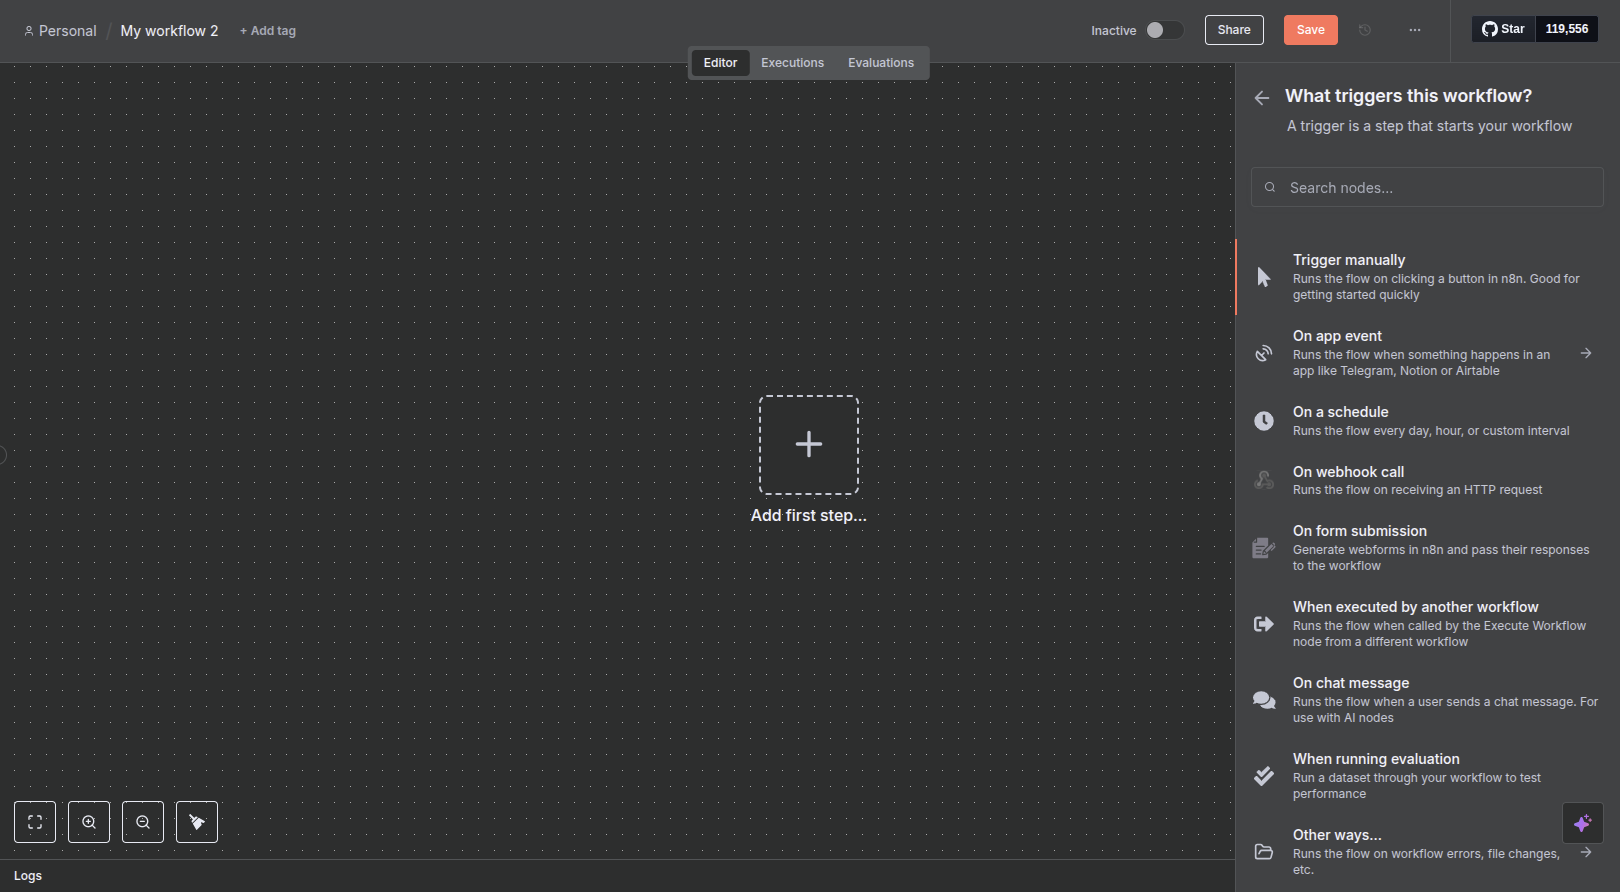 Personal / My workflow 2 + Add tag
Inactive Share Save ... Star 119,556
Editor Executions Evaluations
What triggers this workflow?
A trigger is a step that starts your workflow
Search nodes...
Trigger manually
Runs the flow on clicking a button in n8n. Good for
getting started quickly
On app event
Runs the flow when something happens in an
app like Telegram, Notion or Airtable
On a schedule
Runs the flow every day, hour, or custom interval
On webhook call
Runs the flow on receiving an HTTP request
On form submission
Generate webforms in n8n and pass their responses
to the workflow
When executed by another workflow
Runs the flow when called by the Execute Workflow
node from a different workflow
On chat message
Runs the flow when a user sends a chat message. For
use with AI nodes
When running evaluation
Run a dataset through your workflow to test
performance
Other ways...
Runs the flow on workflow errors, file changes,
etc.
Add first step...
Logs